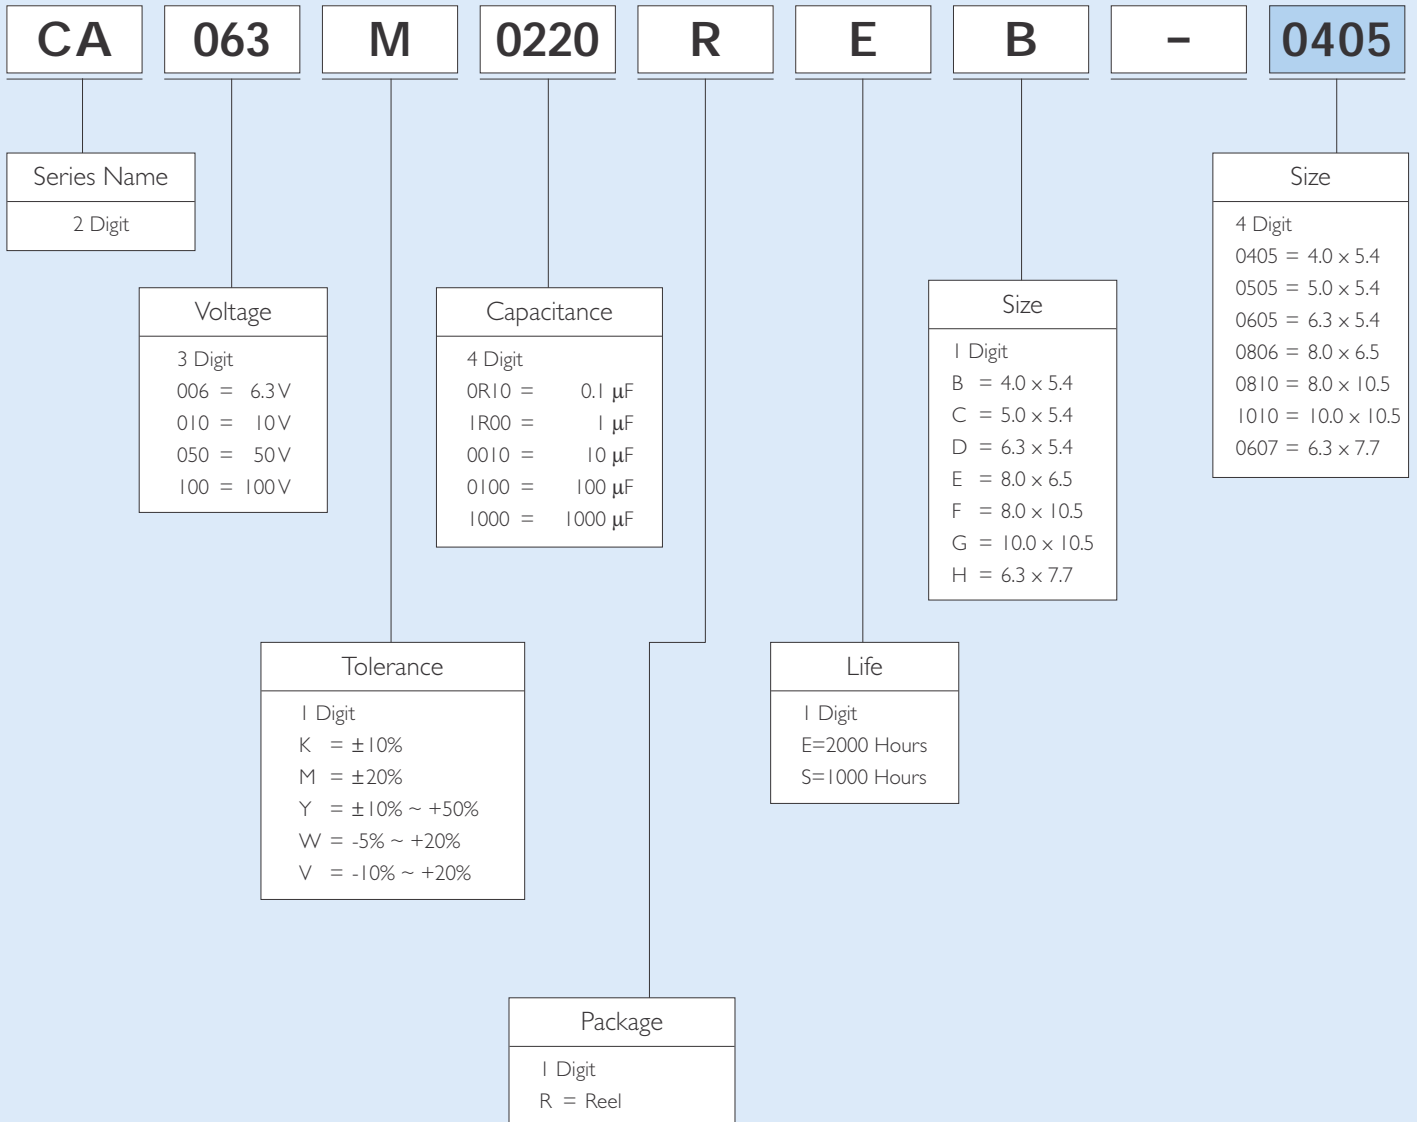 CA 063 M 0220 R E B – 0405
Series Name
2 Digit
Voltage
3 Digit
006 = 6.3V
010 = 10V
050 = 50V
100 = 100V
Capacitance
4 Digit
0R10 = 0.1 μF
1R00 = 1 μF
0010 = 10 μF
0100 = 100 μF
1000 = 1000 μF
Size
1 Digit
B = 4.0 x 5.4
C = 5.0 x 5.4
D = 6.3 x 5.4
E = 8.0 x 6.5
F = 8.0 x 10.5
G = 10.0 x 10.5
H = 6.3 x 7.7
Size
4 Digit
0405 = 4.0 x 5.4
0505 = 5.0 x 5.4
0605 = 6.3 x 5.4
0806 = 8.0 x 6.5
0810 = 8.0 x 10.5
1010 = 10.0 x 10.5
0607 = 6.3 x 7.7
Tolerance
1 Digit
K = ±10%
M = ±20%
Y = ±10% ~ +50%
W = -5% ~ +20%
V = -10% ~ +20%
Life
1 Digit
E=2000 Hours
S=1000 Hours
Package
1 Digit
R = Reel